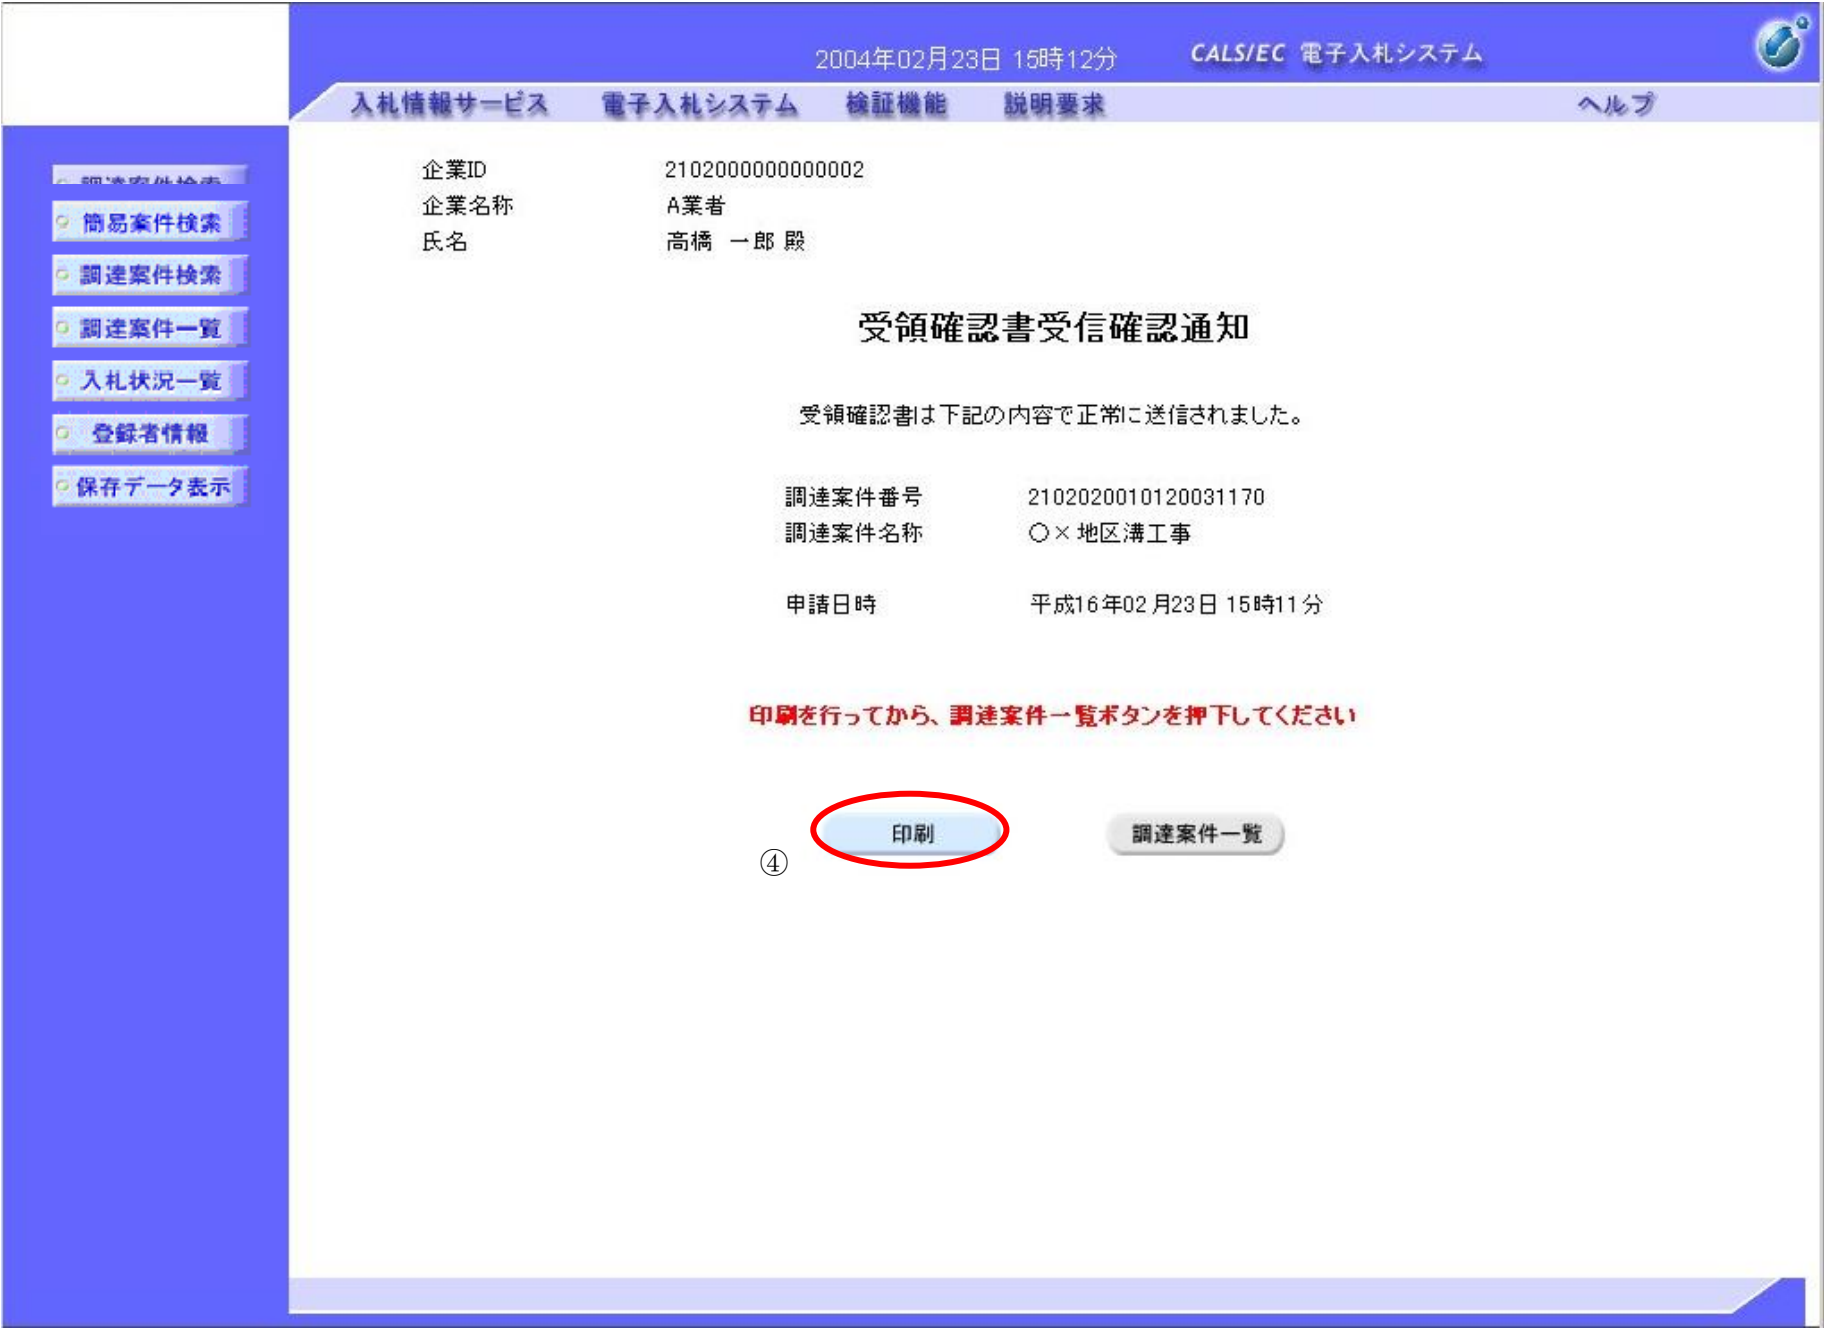 2004年02月23日 15時12分
CALS/EC 電子入札システム
入札情報サービス 電子入札システム 検証機能 説明要求 ヘルプ
調達案件検索
簡易案件検索
調達案件検索
調達案件一覧
入札状況一覧
登録者情報
保存データ表示
企業ID 2102000000000002
企業名称 A業者
氏名 高橋 一郎 殿
受領確認書受信確認通知
受領確認書は下記の内容で正常に送信されました。
調達案件番号 2102020010120031170
調達案件名称 〇×地区溝工事
申請日時 平成16年02月23日 15時11分
印刷を行ってから、調達案件一覧ボタンを押下してください
印刷 調達案件一覧
④